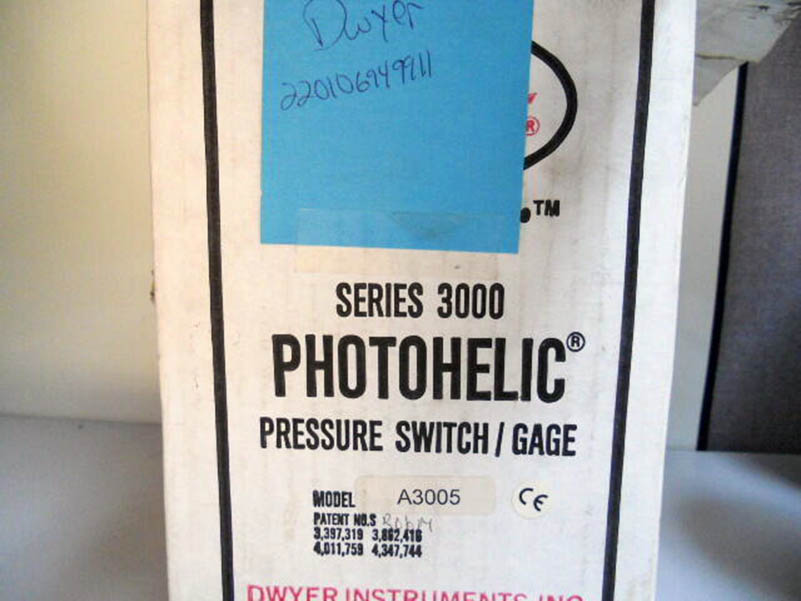 Dwyer
220106949911
®
.™
SERIES 3000
PHOTOHELIC®
PRESSURE SWITCH / GAGE
MODEL A3005 CE
PATENT NO.S
3,397,319 3,862,416
4,011,759 4,347,744
DWYER INSTRUMENTS INC.